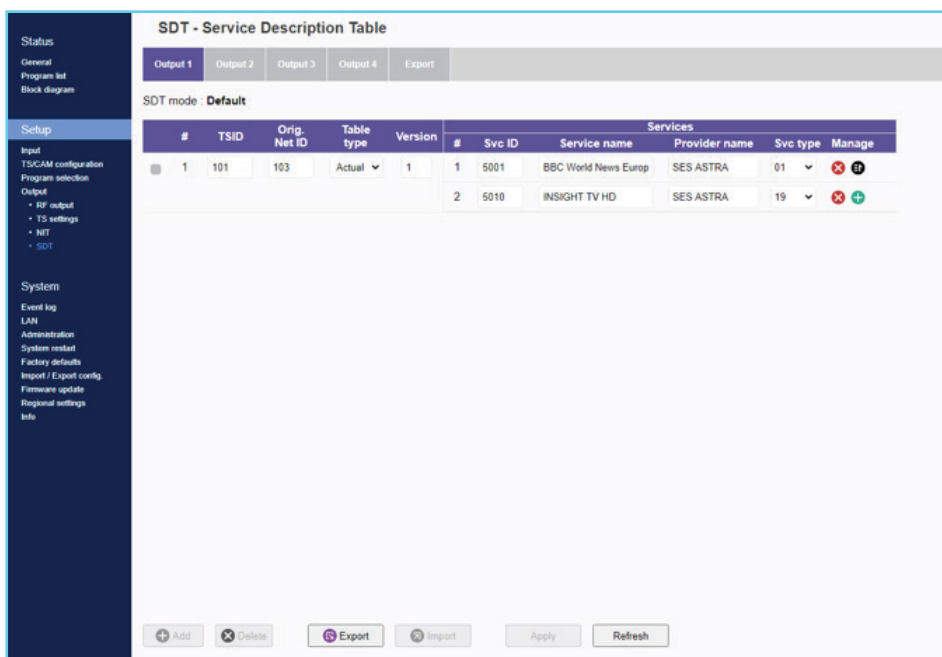 Status
General
Program list
Block diagram
Setup
Input
TS/CAM configuration
Program selection
Output
• RF output
• TS settings
• NIT
• SDT
System
Event log
LAN
Administration
System restart
Factory defaults
Import / Export config.
Firmware update
Regional settings
Info
SDT - Service Description Table
Output 1 Output 2 Output 3 Output 4 Export
SDT mode : Default
# TSID Orig. Net ID Table type Version Services
# Svc ID Service name Provider name Svc type Manage
1 101 103 Actual 1 1 5001 BBC World News Europ SES ASTRA 01
2 5010 INSIGHT TV HD SES ASTRA 19
Add Delete Export Import Apply Refresh